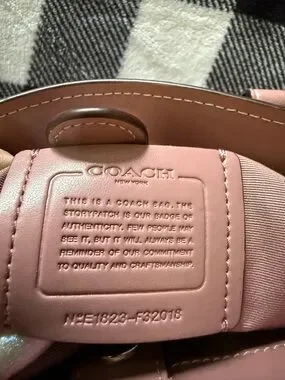 COACH
NEW YORK
THIS IS A COACH BAG. THE
STORYPATCH IS OUR BADGE OF
AUTHENTICITY. FEW PEOPLE MAY
SEE IT, BUT IT WILL ALWAYS BE A
REMINDER OF OUR COMMITMENT
TO QUALITY AND CRAFTSMANSHIP.
Nº E1823-F32018